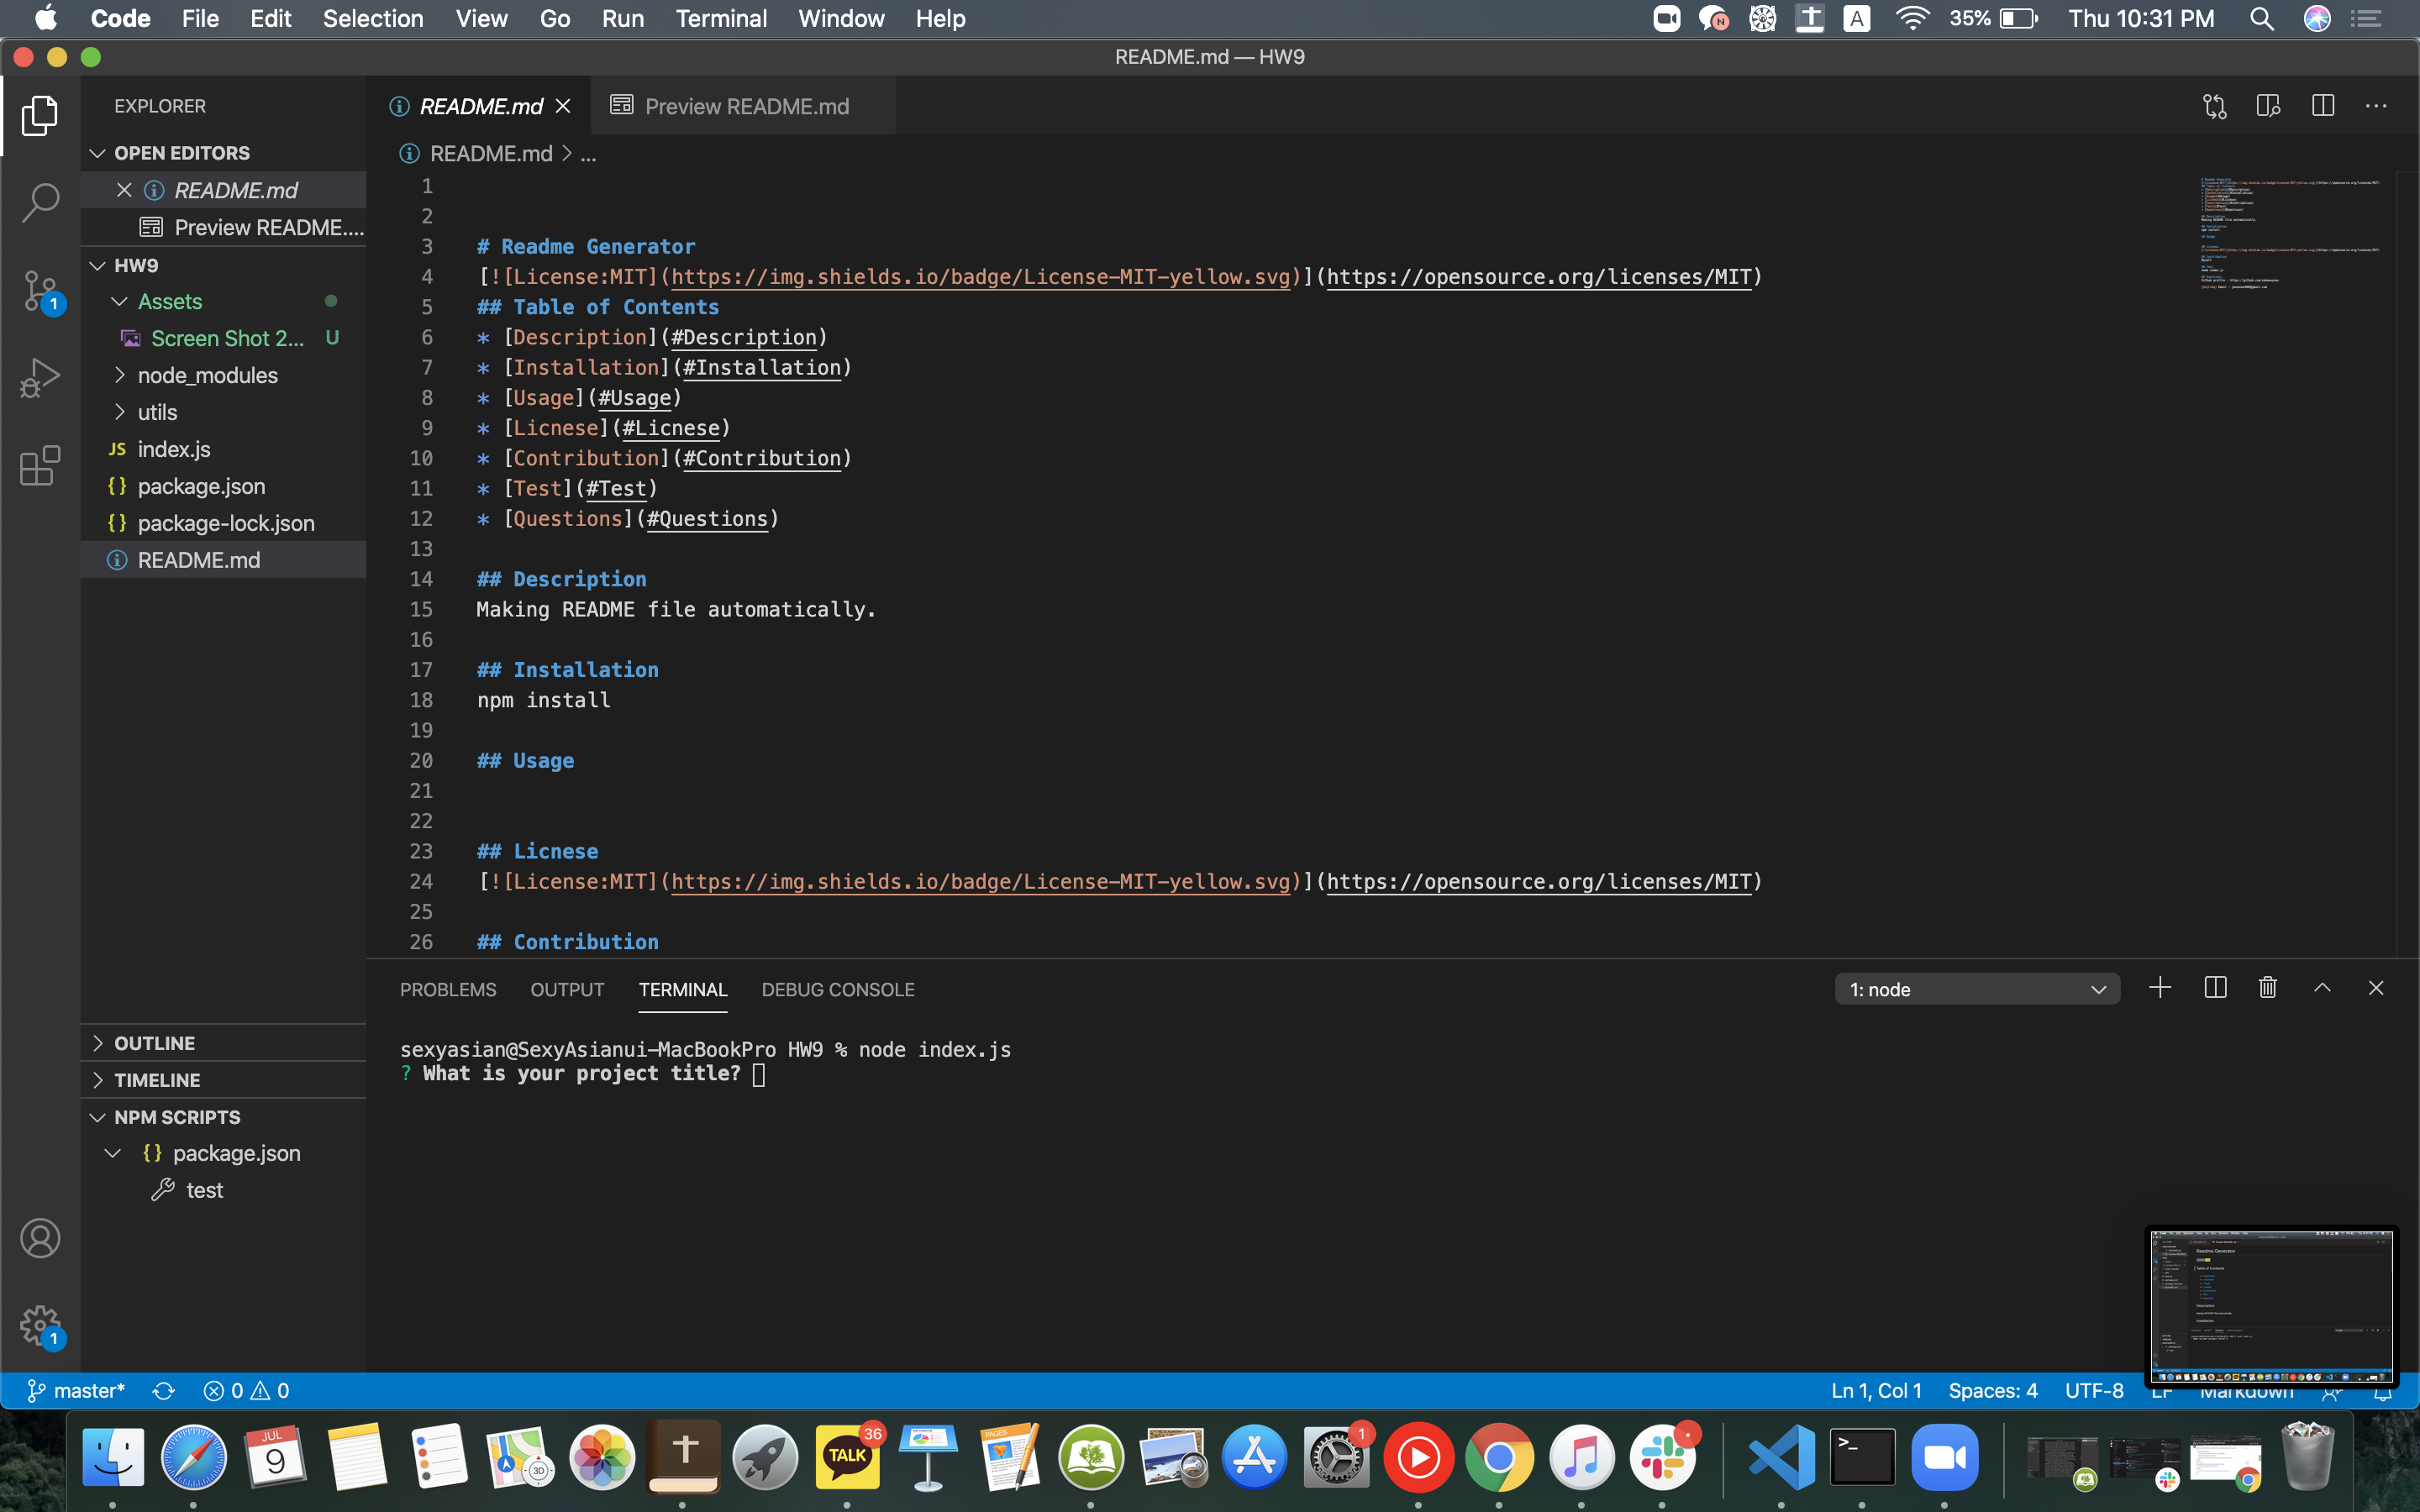 Code File Edit Selection View Go Run Terminal Window Help
N A 35% Thu 10:31 PM
README.md — HW9
EXPLORER
OPEN EDITORS
README.md
Preview README....
HW9
Assets
Screen Shot 2... U
node_modules
utils
JS index.js
{} package.json
{} package-lock.json
README.md
OUTLINE
TIMELINE
NPM SCRIPTS
{} package.json
test
1
1
README.md
Preview README.md
README.md > ...
1
2
3 # Readme Generator
4 [![License:MIT](https://img.shields.io/badge/License-MIT-yellow.svg)](https://opensource.org/licenses/MIT)
5 ## Table of Contents
6 * [Description](#Description)
7 * [Installation](#Installation)
8 * [Usage](#Usage)
9 * [Licnese](#Licnese)
10 * [Contribution](#Contribution)
11 * [Test](#Test)
12 * [Questions](#Questions)
13
14 ## Description
15 Making README file automatically.
16
17 ## Installation
18 npm install
19
20 ## Usage
21
22
23 ## Licnese
24 [![License:MIT](https://img.shields.io/badge/License-MIT-yellow.svg)](https://opensource.org/licenses/MIT)
25
26 ## Contribution
PROBLEMS OUTPUT TERMINAL DEBUG CONSOLE
1: node
sexyasian@SexyAsianui-MacBookPro HW9 % node index.js
? What is your project title?
master* 0 0
Ln 1, Col 1 Spaces: 4 UTF-8 LF Markdown
JUL
9
3D
TALK
36
PAGES
1
>_